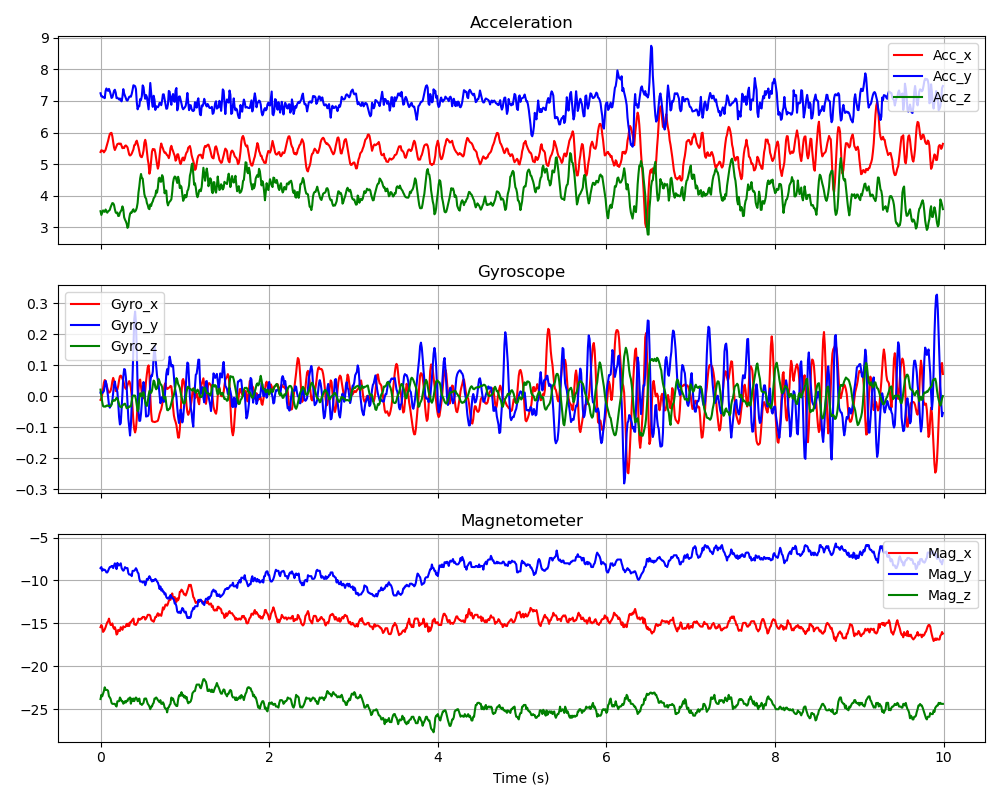 Acceleration
9
8
7
6
5
4
3
Acc_x
Acc_y
Acc_z
Gyroscope
0.3
0.2
0.1
0.0
−0.1
−0.2
−0.3
Gyro_x
Gyro_y
Gyro_z
Magnetometer
−5
−10
−15
−20
−25
Mag_x
Mag_y
Mag_z
0 2 4 6 8 10
Time (s)